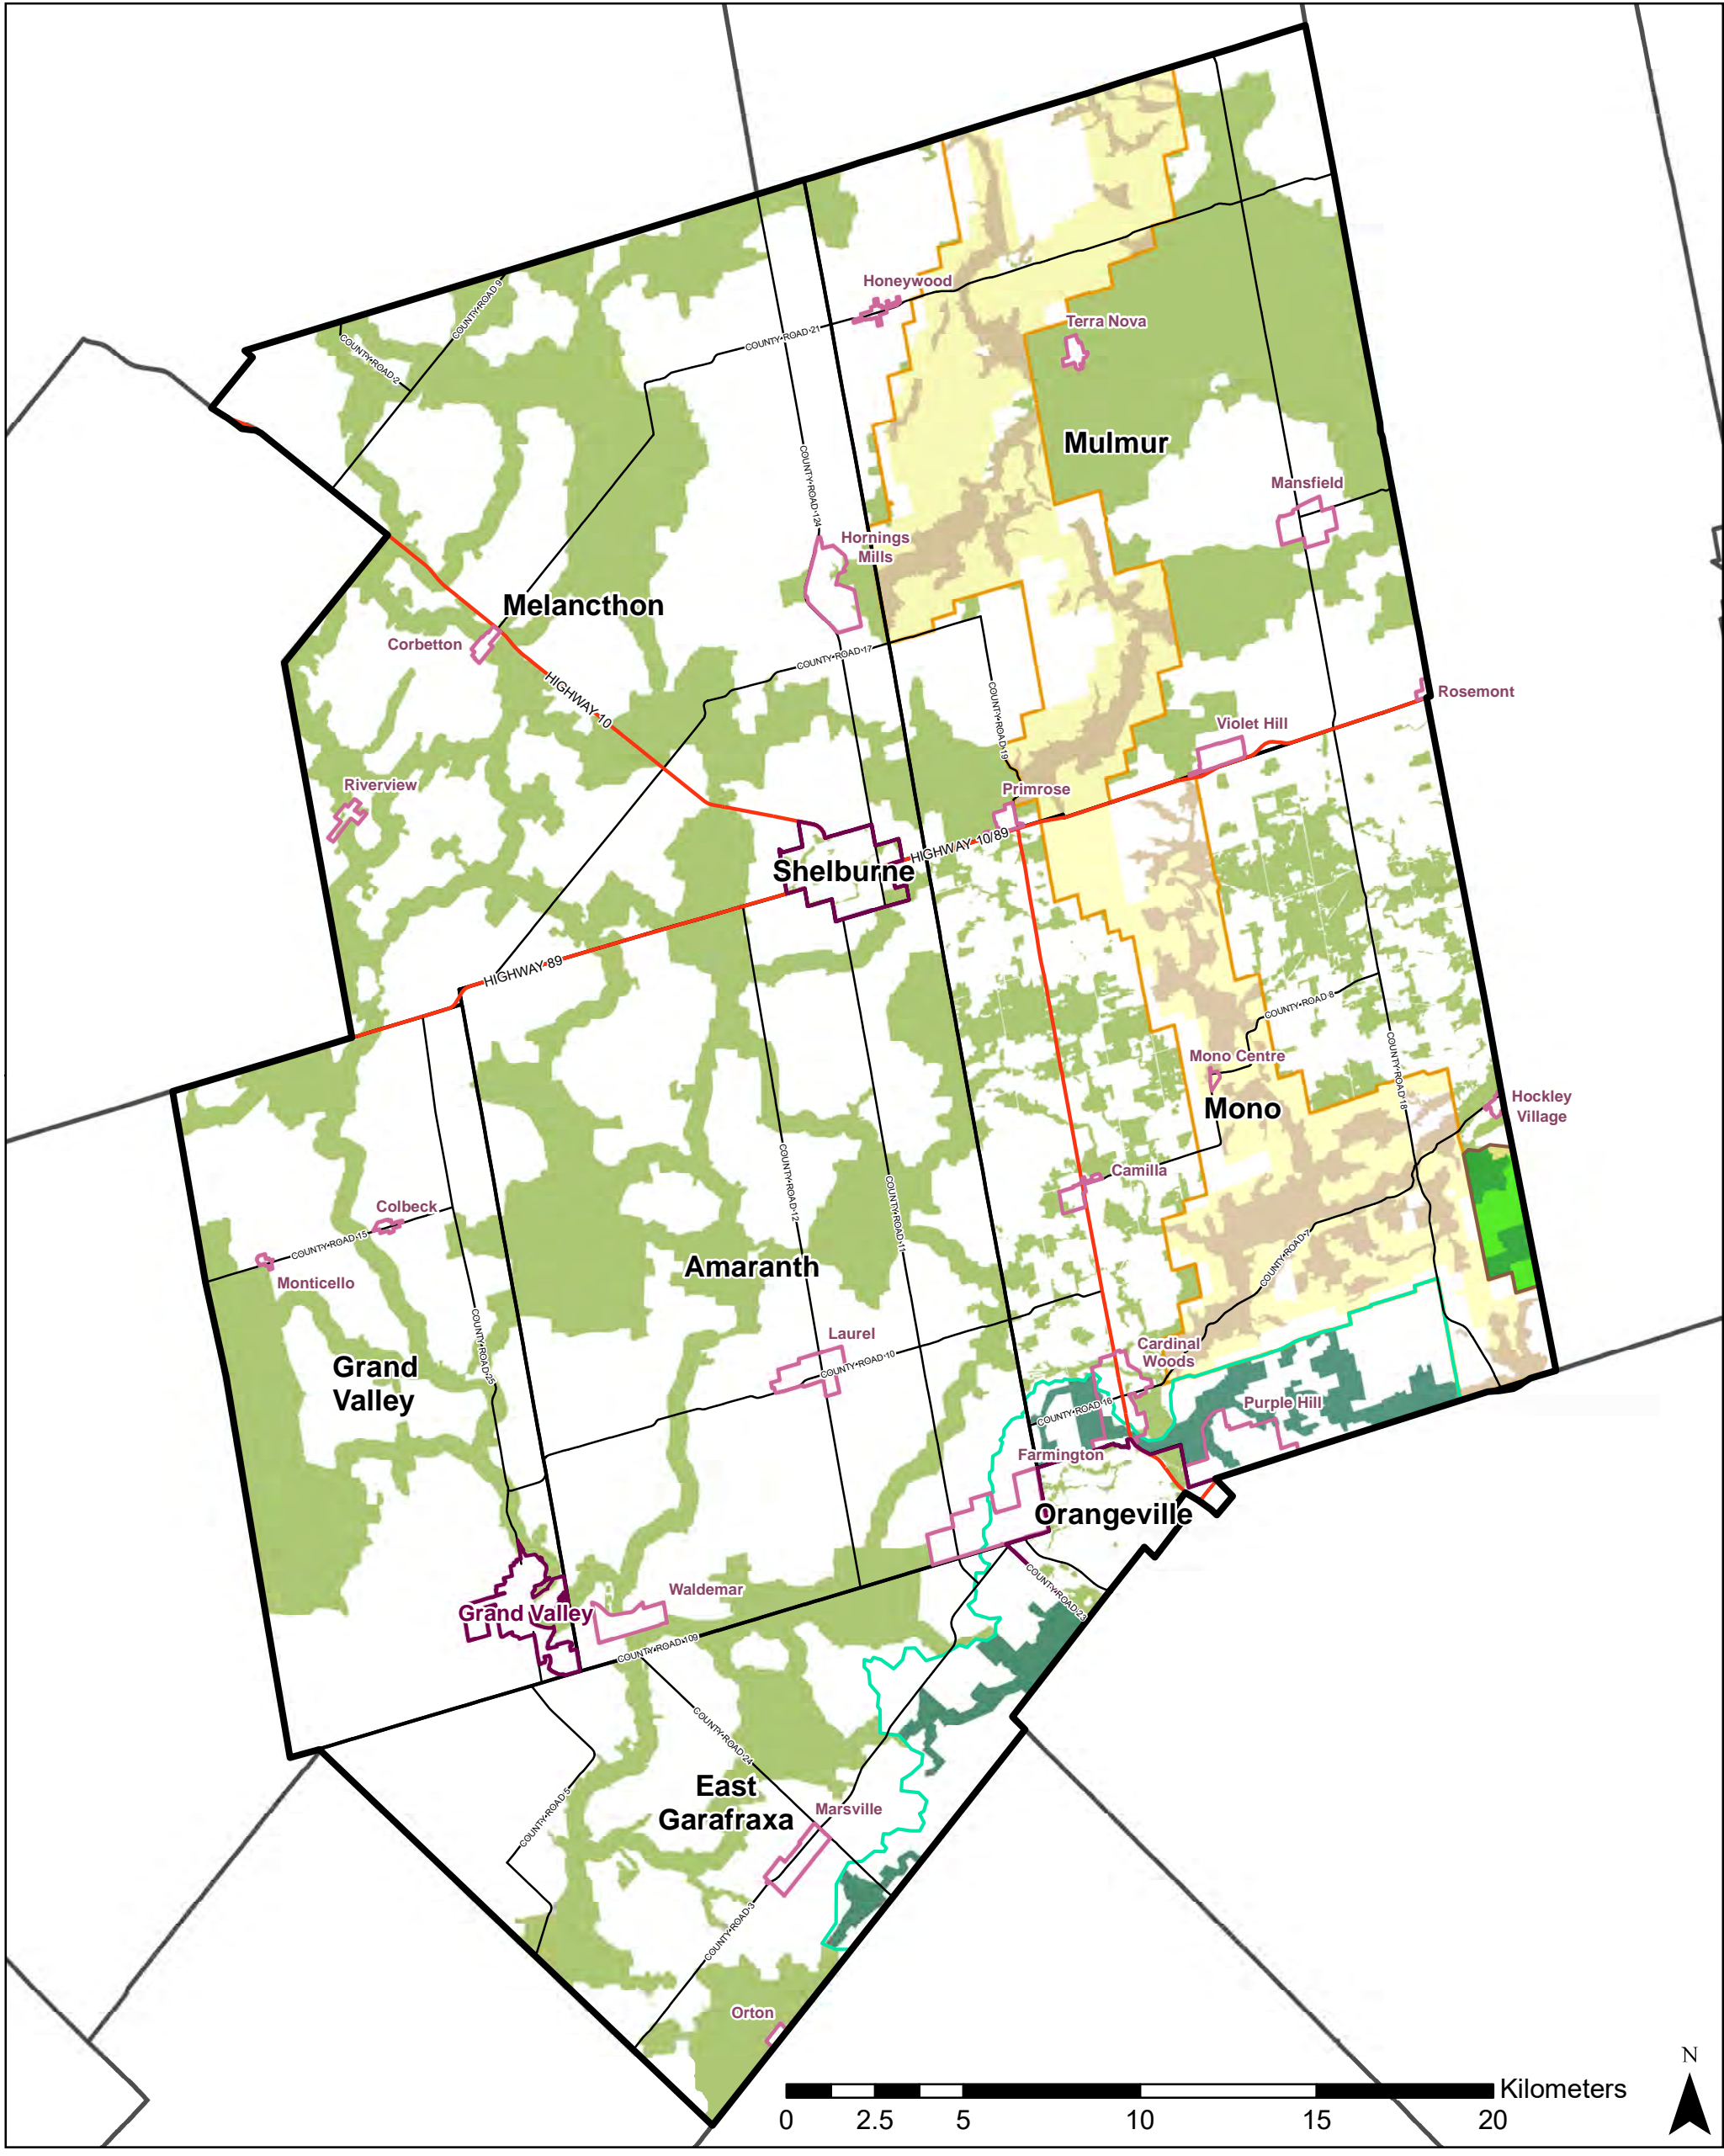 COUNTY ROAD 9
COUNTY ROAD 2
Honeywood
COUNTY ROAD 21
Terra Nova
Mulmur
COUNTY ROAD 124
Mansfield
Hornings
Mills
Melancthon
Corbetton
COUNTY ROAD 17
HIGHWAY 10
COUNTY ROAD 19
Rosemont
Violet Hill
Riverview
Primrose
HIGHWAY 10/89
Shelburne
HIGHWAY 89
COUNTY ROAD 8
Mono Centre
COUNTY ROAD 18
Mono
Hockley
Village
Camilla
COUNTY ROAD 12
COUNTY ROAD 11
Colbeck
COUNTY ROAD 15
Monticello
COUNTY ROAD 7
Amaranth
COUNTY ROAD 25
Laurel
COUNTY ROAD 10
Grand
Valley
Cardinal
Woods
COUNTY ROAD 16
Purple Hill
Farmington
Orangeville
COUNTY ROAD 23
Waldemar
Grand Valley
COUNTY ROAD 109
COUNTY ROAD 24
East
Garafraxa
Marsville
COUNTY ROAD 5
COUNTY ROAD 3
Orton
N
Kilometers
0 2.5 5 10 15 20